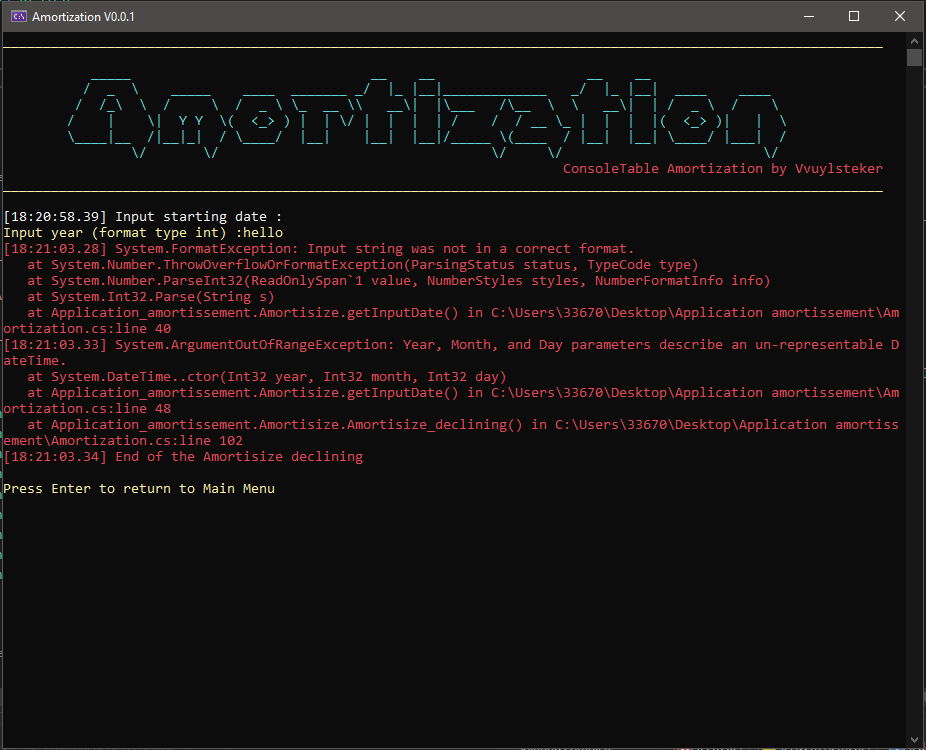 Amortization V0.0.1
Amortization
ConsoleTable Amortization by Vvuylsteker
[18:20:58.39] Input starting date :
Input year (format type int) :hello
[18:21:03.28] System.FormatException: Input string was not in a correct format.
at System.Number.ThrowOverflowOrFormatException(ParsingStatus status, TypeCode type)
at System.Number.ParseInt32(ReadOnlySpan`1 value, NumberStyles styles, NumberFormatInfo info)
at System.Int32.Parse(String s)
at Application_amortissement.Amortisize.getInputDate() in C:\Users\33670\Desktop\Application amortissement\Am
ortization.cs:line 40
[18:21:03.33] System.ArgumentOutOfRangeException: Year, Month, and Day parameters describe an un-representable D
ateTime.
at System.DateTime..ctor(Int32 year, Int32 month, Int32 day)
at Application_amortissement.Amortisize.getInputDate() in C:\Users\33670\Desktop\Application amortissement\Am
ortization.cs:line 48
at Application_amortissement.Amortisize.Amortisize_declining() in C:\Users\33670\Desktop\Application amortiss
ement\Amortization.cs:line 102
[18:21:03.34] End of the Amortisize declining
Press Enter to return to Main Menu